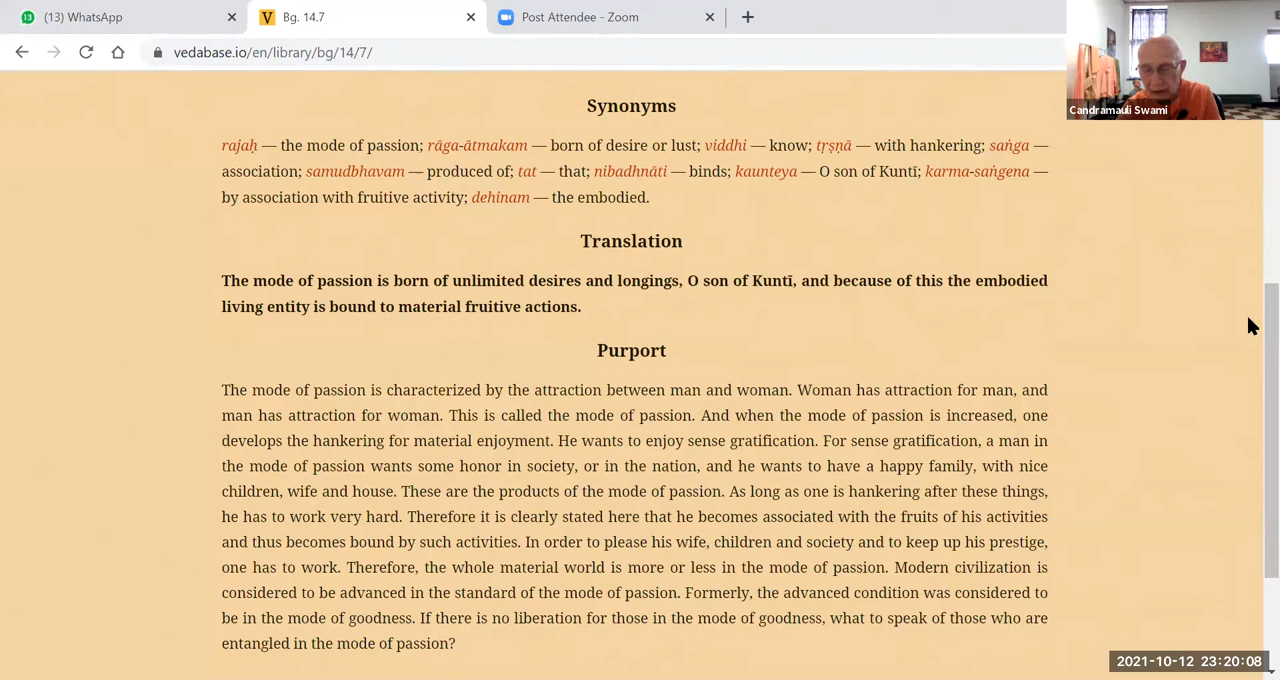 13 (13) WhatsApp
V Bg. 14.7
Post Attendee - Zoom
vedabase.io/en/library/bg/14/7/
Candramauli Swami
Synonyms
rajaḥ — the mode of passion; rāga-ātmakam — born of desire or lust; viddhi — know; tṛṣṇā — with hankering; saṅga —
association; samudbhavam — produced of; tat — that; nibadhnāti — binds; kaunteya — O son of Kuntī; karma-saṅgena —
by association with fruitive activity; dehinam — the embodied.
Translation
The mode of passion is born of unlimited desires and longings, O son of Kuntī, and because of this the embodied
living entity is bound to material fruitive actions.
Purport
The mode of passion is characterized by the attraction between man and woman. Woman has attraction for man, and
man has attraction for woman. This is called the mode of passion. And when the mode of passion is increased, one
develops the hankering for material enjoyment. He wants to enjoy sense gratification. For sense gratification, a man in
the mode of passion wants some honor in society, or in the nation, and he wants to have a happy family, with nice
children, wife and house. These are the products of the mode of passion. As long as one is hankering after these things,
he has to work very hard. Therefore it is clearly stated here that he becomes associated with the fruits of his activities
and thus becomes bound by such activities. In order to please his wife, children and society and to keep up his prestige,
one has to work. Therefore, the whole material world is more or less in the mode of passion. Modern civilization is
considered to be advanced in the standard of the mode of passion. Formerly, the advanced condition was considered to
be in the mode of goodness. If there is no liberation for those in the mode of goodness, what to speak of those who are
entangled in the mode of passion?
2021-10-12 23:20:08